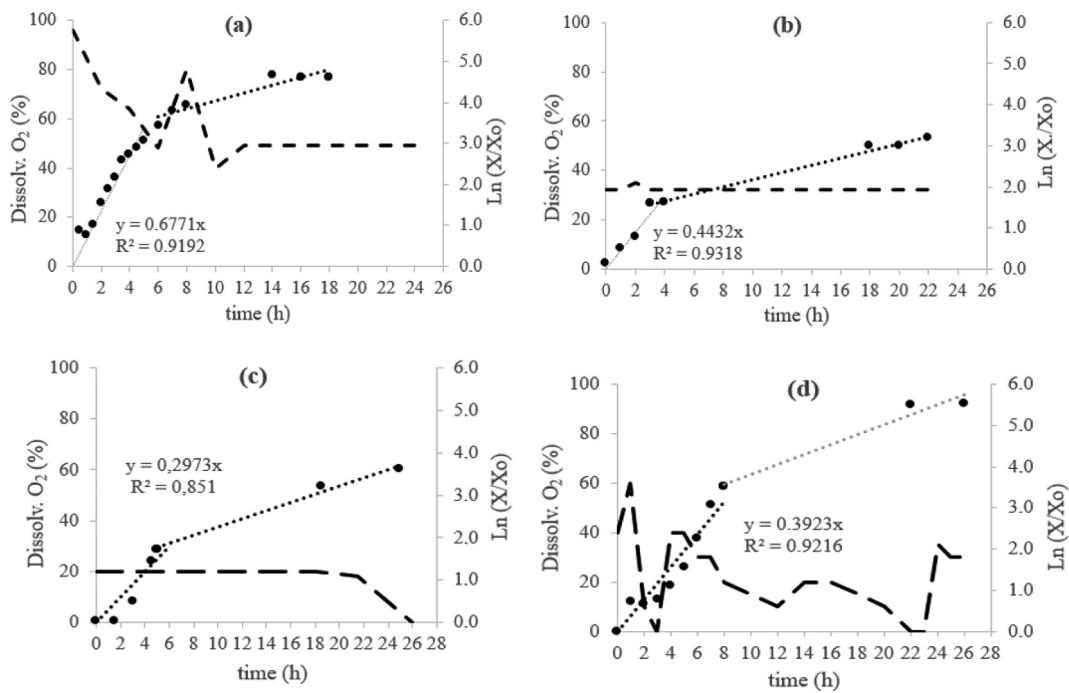 (a)
Dissolv. O2 (%)
100
80
60
40
20
0
6.0
5.0
4.0
3.0
2.0
1.0
0.0
Ln (X/Xo)
y = 0.6771x
R² = 0.9192
0 2 4 6 8 10 12 14 16 18 20 22 24 26
time (h)
(b)
Dissolv. O2 (%)
100
80
60
40
20
0
6.0
5.0
4.0
3.0
2.0
1.0
0.0
Ln (X./Xo)
y = 0,4432x
R² = 0.9318
0 2 4 6 8 10 12 14 16 18 20 22 24 26
time (h)
(c)
Dissolv. O2 (%)
100
80
60
40
20
0
6.0
5.0
4.0
3.0
2.0
1.0
0.0
Ln (X/Xo)
y = 0,2973x
R² = 0,851
0 2 4 6 8 10 12 14 16 18 20 22 24 26 28
time (h)
(d)
Dissolv. O2 (%)
100
80
60
40
20
0
6.0
5.0
4.0
3.0
2.0
1.0
0.0
Ln (X/Xo)
y = 0.3923x
R² = 0.9216
0 2 4 6 8 10 12 14 16 18 20 22 24 26 28
time (h)